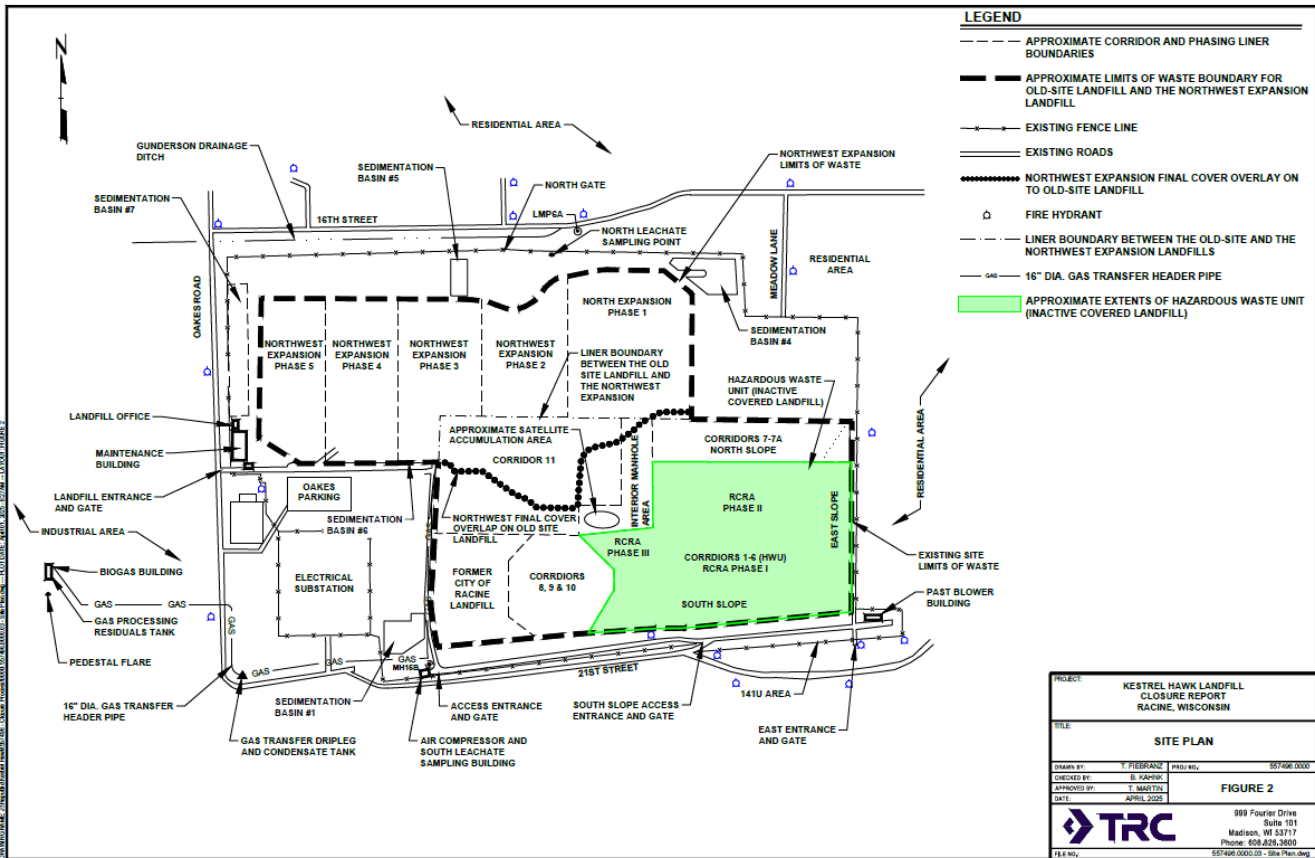 LEGEND
APPROXIMATE CORRIDOR AND PHASING LINER
BOUNDARIES
APPROXIMATE LIMITS OF WASTE BOUNDARY FOR
OLD-SITE LANDFILL AND THE NORTHWEST EXPANSION
LANDFILL
EXISTING FENCE LINE
EXISTING ROADS
NORTHWEST EXPANSION FINAL COVER OVERLAY ON
TO OLD-SITE LANDFILL
FIRE HYDRANT
LINER BOUNDARY BETWEEN THE OLD-SITE AND THE
NORTHWEST EXPANSION LANDFILLS
GAS
16" DIA. GAS TRANSFER HEADER PIPE
APPROXIMATE EXTENTS OF HAZARDOUS WASTE UNIT
(INACTIVE COVERED LANDFILL)
N
RESIDENTIAL AREA
GUNDERSON DRAINAGE
DITCH
SEDIMENTATION
BASIN #5
NORTHWEST EXPANSION
LIMITS OF WASTE
SEDIMENTATION
BASIN #7
NORTH GATE
16TH STREET
LMP6A
NORTH LEACHATE
SAMPLING POINT
MEADOW LANE
RESIDENTIAL
AREA
OAKES ROAD
NORTH EXPANSION
PHASE 1
SEDIMENTATION
BASIN #4
NORTHWEST
EXPANSION
PHASE 5
NORTHWEST
EXPANSION
PHASE 4
NORTHWEST
EXPANSION
PHASE 3
NORTHWEST
EXPANSION
PHASE 2
LINER BOUNDARY
BETWEEN THE OLD
SITE LANDFILL AND
THE NORTHWEST
EXPANSION
HAZARDOUS WASTE
UNIT (INACTIVE
COVERED LANDFILL)
LANDFILL OFFICE
APPROXIMATE SATELLITE
ACCUMULATION AREA
CORRIDOR 11
CORRIDORS 7-7A
NORTH SLOPE
MAINTENANCE
BUILDING
INTERIOR MANHOLE
AREA
RESIDENTIAL AREA
LANDFILL ENTRANCE
AND GATE
OAKES
PARKING
RCRA
PHASE II
EAST SLOPE
SEDIMENTATION
BASIN #6
GAS
NORTHWEST FINAL COVER
OVERLAP ON OLD SITE
LANDFILL
INDUSTRIAL AREA
RCRA
PHASE III
CORRDIORS 1-6 (HWU)
RCRA PHASE I
EXISTING SITE
LIMITS OF WASTE
BIOGAS BUILDING
ELECTRICAL
SUBSTATION
FORMER
CITY OF
RACINE
LANDFILL
CORRDIORS
8, 9 & 10
SOUTH SLOPE
PAST BLOWER
BUILDING
GAS
GAS
GAS
GAS
GAS PROCESSING
RESIDUALS TANK
GAS
PEDESTAL FLARE
GAS
GAS
GAS
MH16B
21ST STREET
141U AREA
16" DIA. GAS TRANSFER
HEADER PIPE
SEDIMENTATION
BASIN #1
ACCESS ENTRANCE
AND GATE
SOUTH SLOPE ACCESS
ENTRANCE AND GATE
EAST ENTRANCE
AND GATE
GAS TRANSFER DRIPLEG
AND CONDENSATE TANK
AIR COMPRESSOR AND
SOUTH LEACHATE
SAMPLING BUILDING
PROJECT:
KESTREL HAWK LANDFILL
CLOSURE REPORT
RACINE, WISCONSIN
TITLE:
SITE PLAN
DRAWN BY: T. FIEBRANZ PROJ NO.: 557496.0000
CHECKED BY: B. KAHNK
APPROVED BY: T. MARTIN
DATE: APRIL 2025
FIGURE 2
TRC
999 Fourier Drive
Suite 101
Madison, WI 53717
Phone: 608.826.3600
FILE NO.: 557496.0000.03 - Site Plan.dwg